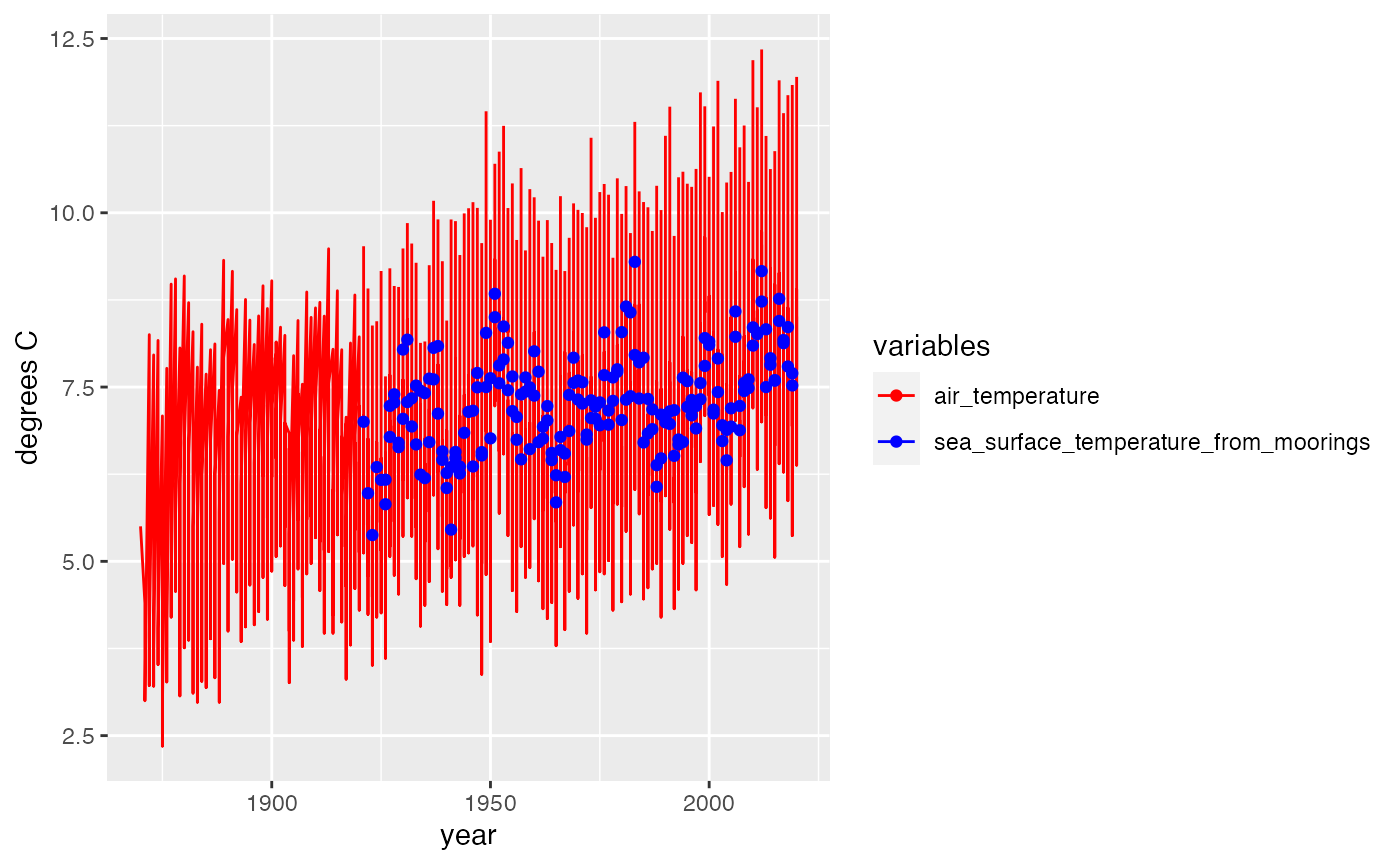 12.5
10.0
7.5
5.0
2.5
degrees C
1900
1950
2000
year
variables
air_temperature
sea_surface_temperature_from_moorings